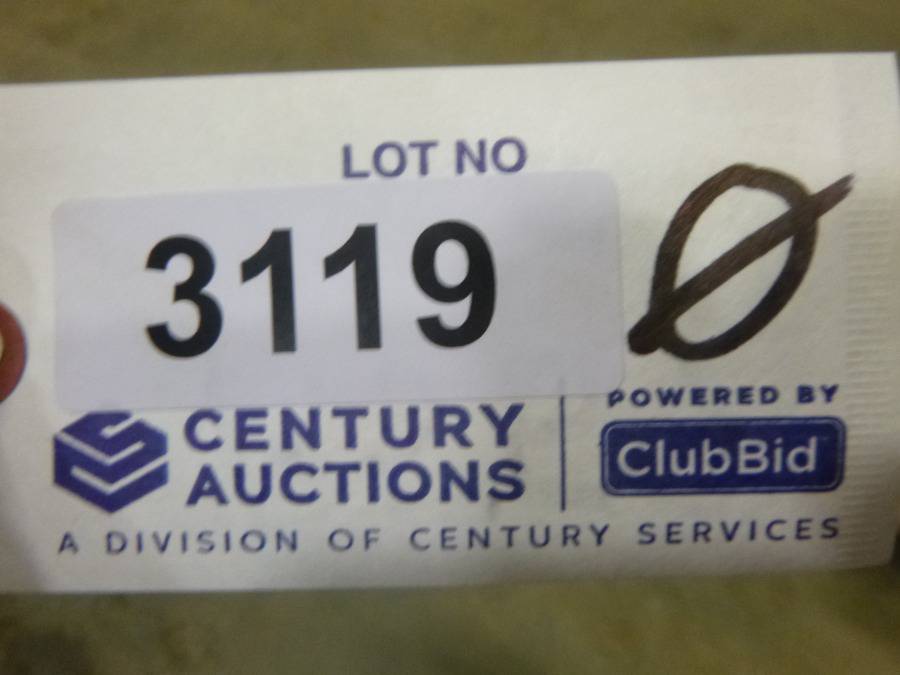 LOT NO
3119 Ø
CENTURY
AUCTIONS
POWERED BY
ClubBid
A DIVISION OF CENTURY SERVICES